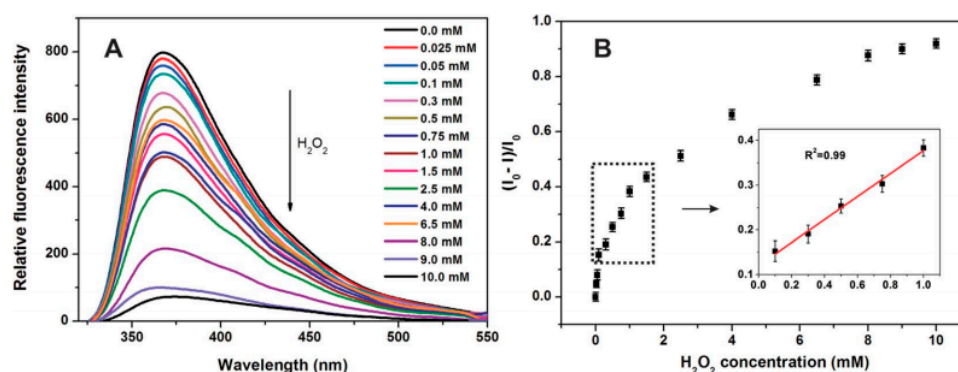 A
Relative fluorescence intensity
800
600
400
200
0
350
400
450
500
550
Wavelength (nm)
H₂O₂
0.0 mM
0.025 mM
0.05 mM
0.1 mM
0.3 mM
0.5 mM
0.75 mM
1.0 mM
1.5 mM
2.5 mM
4.0 mM
6.5 mM
8.0 mM
9.0 mM
10.0 mM
B
(I₀- I)/I₀
1.0
0.8
0.6
0.4
0.2
0.0
0
2
4
6
8
10
H₂O₂ concentration (mM)
R²=0.99
0.4
0.3
0.2
0.1
0.2
0.4
0.6
0.8
1.0